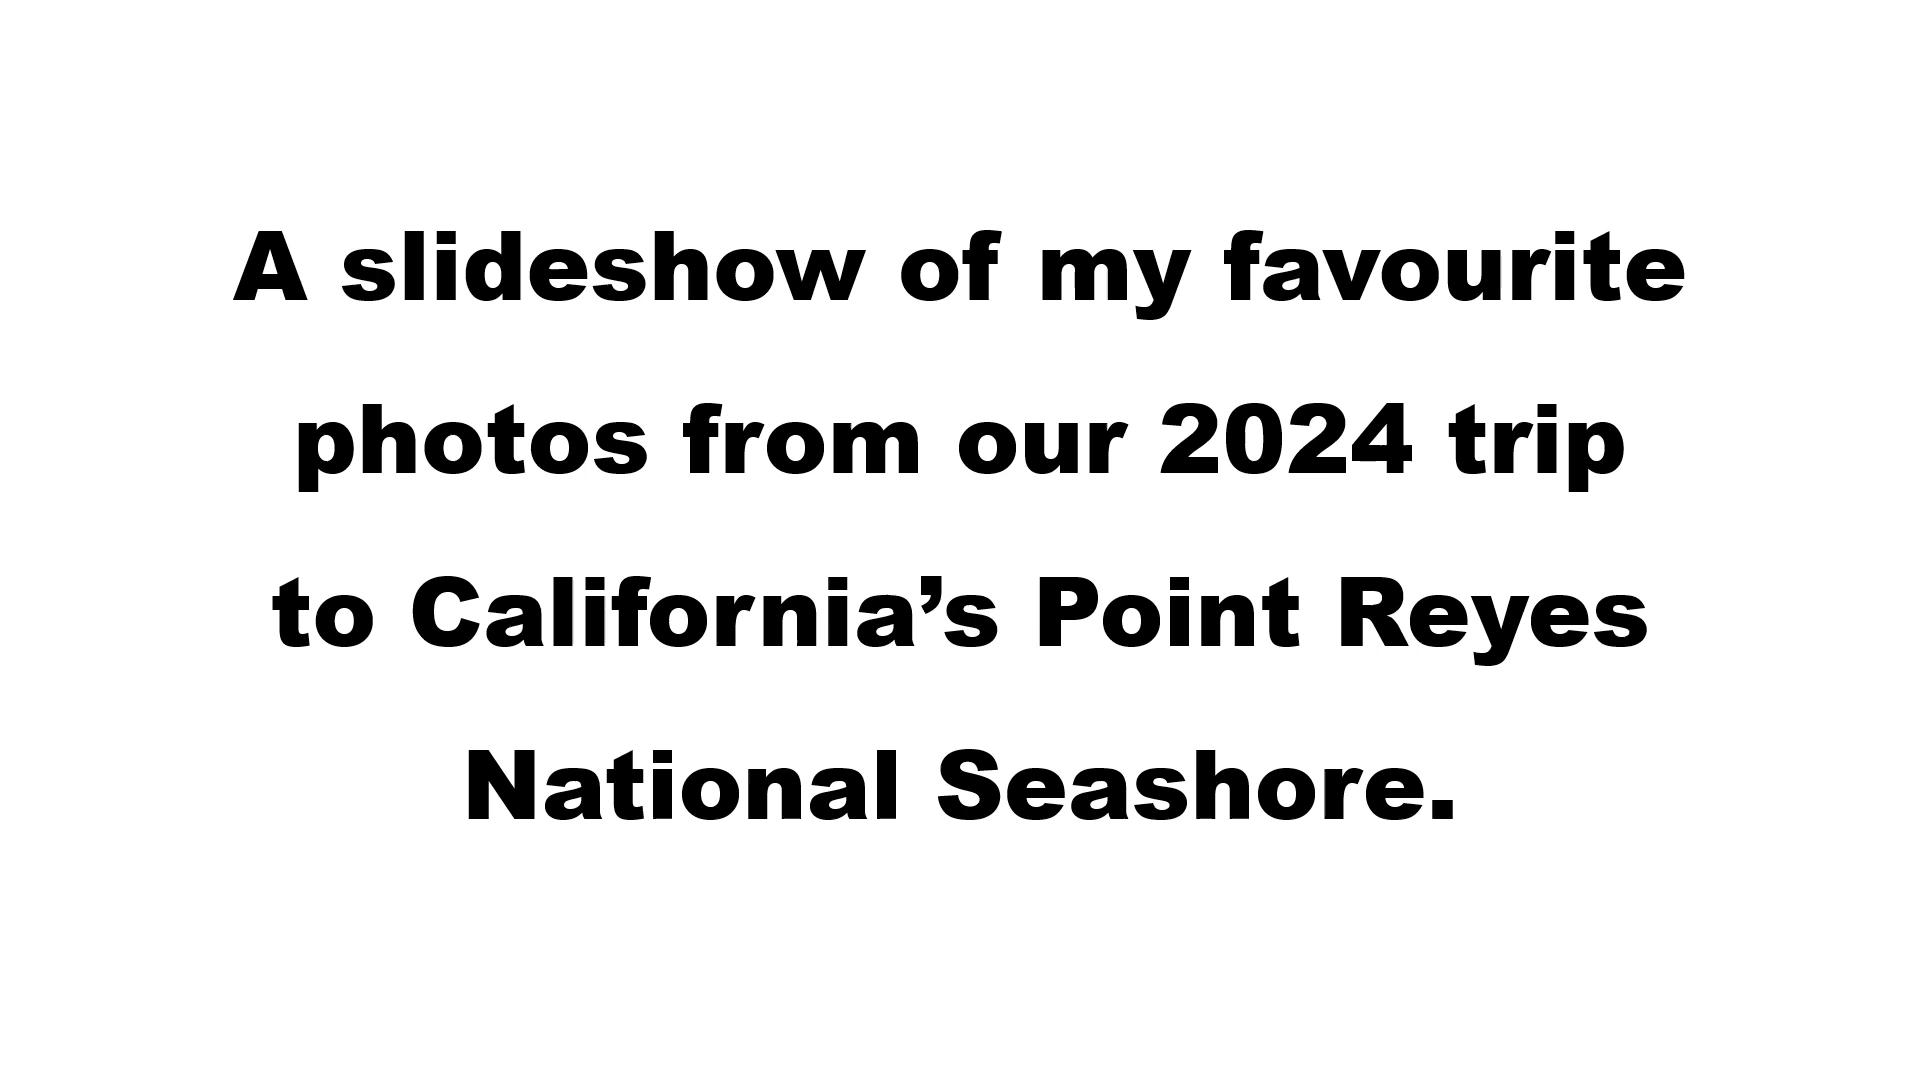 A slideshow of my favourite
photos from our 2024 trip
to California’s Point Reyes
National Seashore.